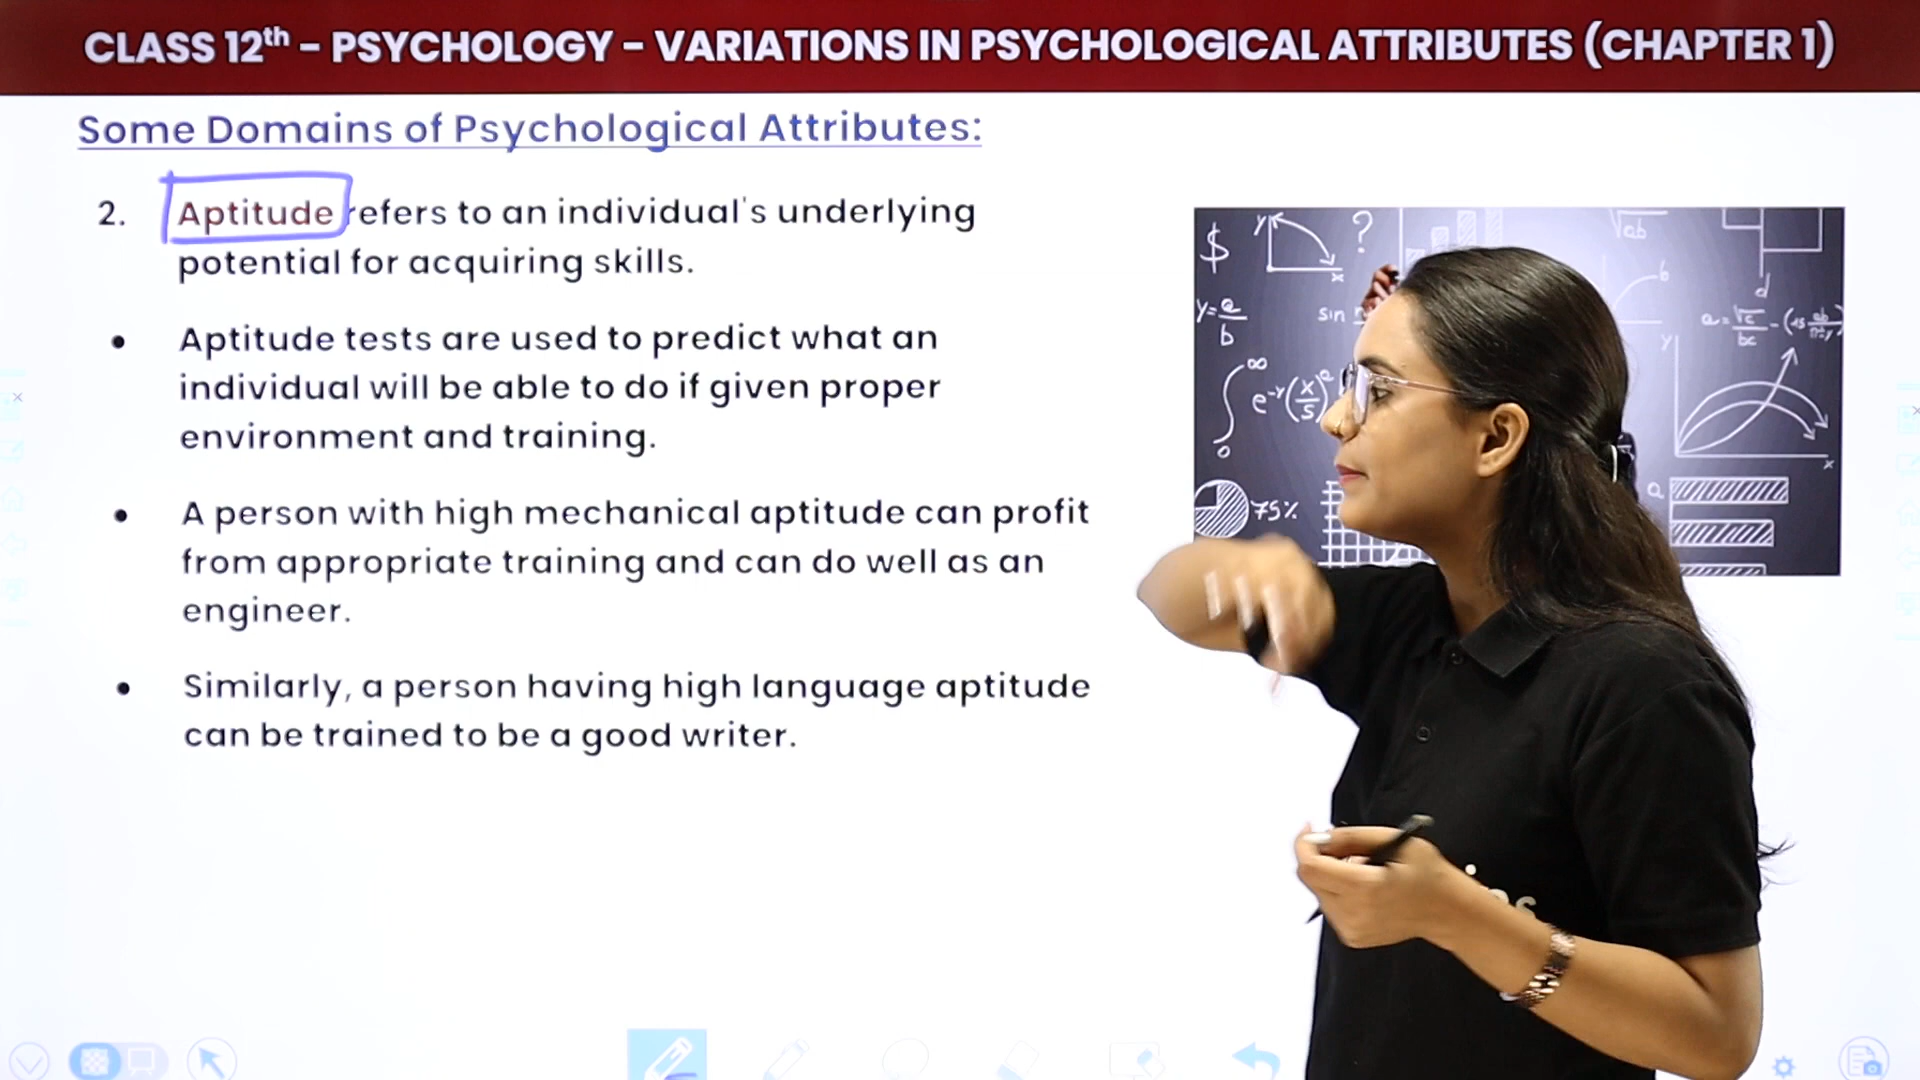 CLASS 12th – PSYCHOLOGY – VARIATIONS IN PSYCHOLOGICAL ATTRIBUTES (CHAPTER 1)
Some Domains of Psychological Attributes:
2. Aptitude refers to an individual's underlying
potential for acquiring skills.
• Aptitude tests are used to predict what an
individual will be able to do if given proper
environment and training.
• A person with high mechanical aptitude can profit
from appropriate training and can do well as an
engineer.
• Similarly, a person having high language aptitude
can be trained to be a good writer.
$ y x ?
y= a/b
sin
75%